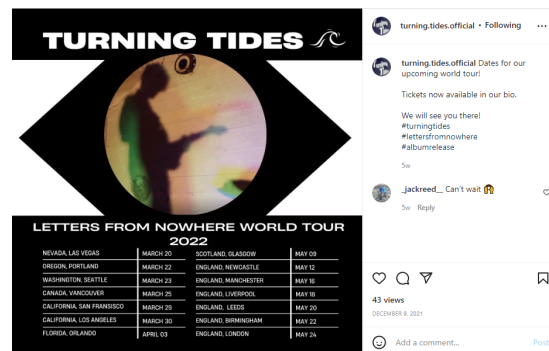 TURNING TIDES
LETTERS FROM NOWHERE WORLD TOUR
2022
NEVADA, LAS VEGAS MARCH 20
OREGON, PORTLAND MARCH 22
WASHINGTON, SEATTLE MARCH 23
CANADA, VANCOUVER MARCH 25
CALIFORNIA, SAN FRANSISCO MARCH 29
CALIFORNIA, LOS ANGELES MARCH 30
FLORIDA, ORLANDO APRIL 03
SCOTLAND, GLASGOW MAY 09
ENGLAND, NEWCASTLE MAY 12
ENGLAND, MANCHESTER MAY 16
ENGLAND, LIVERPOOL MAY 18
ENGLAND, LEEDS MAY 20
ENGLAND, BIRMINGHAM MAY 22
ENGLAND, LONDON MAY 24
turning.tides.official • Following
turning.tides.official Dates for our
upcoming world tour!
Tickets now available in our bio.
We will see you there!
#turningtides
#lettersfromnowhere
#albumrelease
5w
_jackreed__ Can't wait 🙌
5w Reply
43 views
DECEMBER 9, 2021
Add a comment...
Post